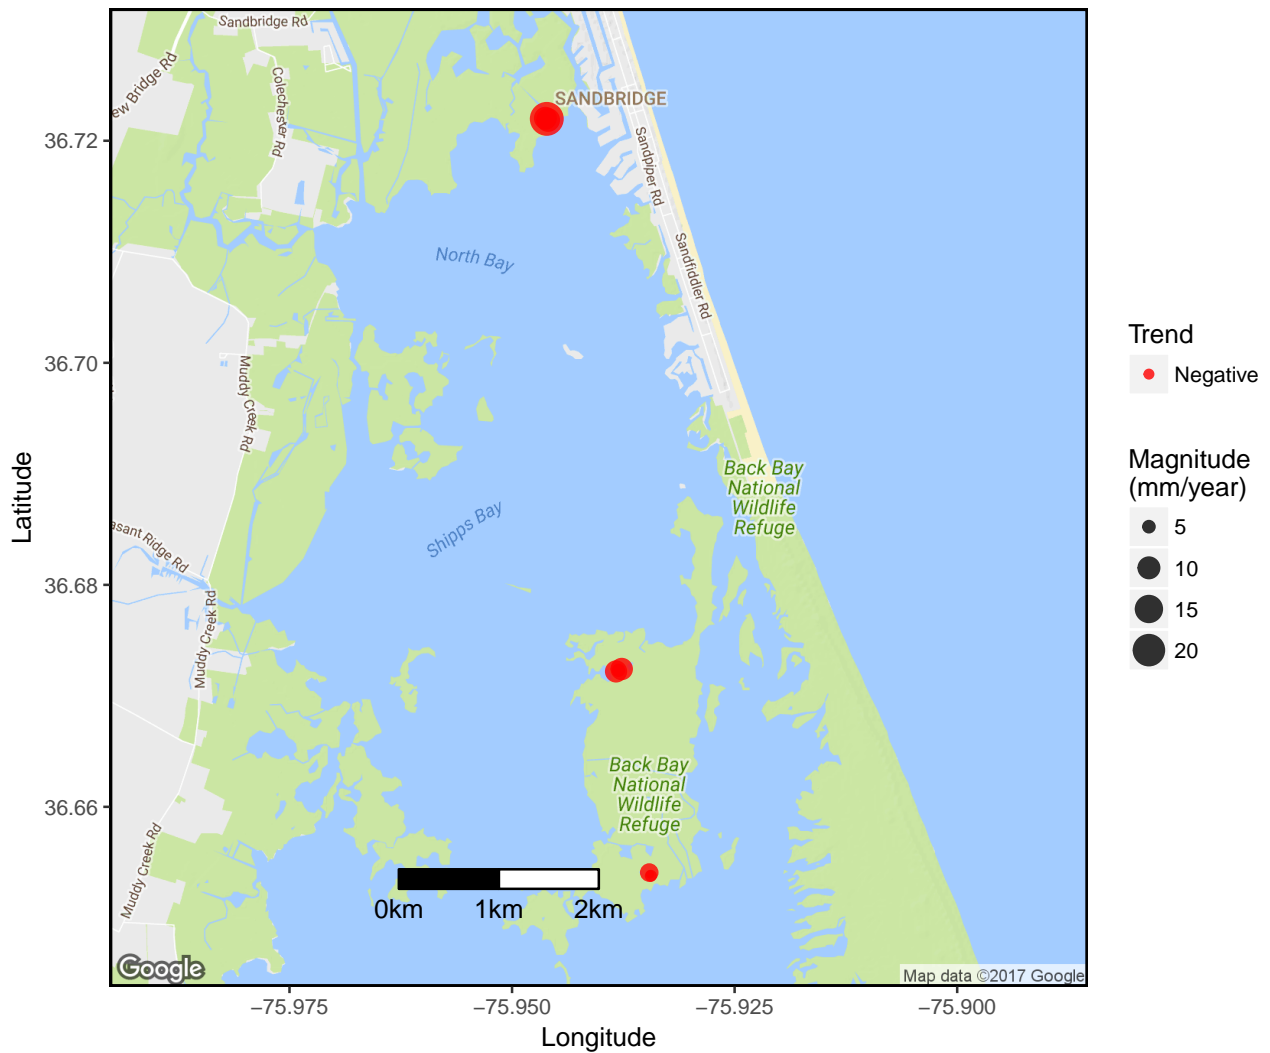 Sandbridge Rd
ew Bridge Rd
Colechester Rd
SANDBRIDGE
Sandpiper Rd
36.72
North Bay
Sandfiddler Rd
36.70
Muddy Creek Rd
Trend
Negative
Latitude
Back Bay
National
Wildlife
Refuge
Shipps Bay
asant Ridge Rd
Magnitude
(mm/year)
5
10
15
20
36.68
Muddy Creek Rd
Back Bay
National
Wildlife
Refuge
36.66
Muddy Creek Rd
0km 1km 2km
Google
Map data ©2017 Google
−75.975 −75.950 −75.925 −75.900
Longitude